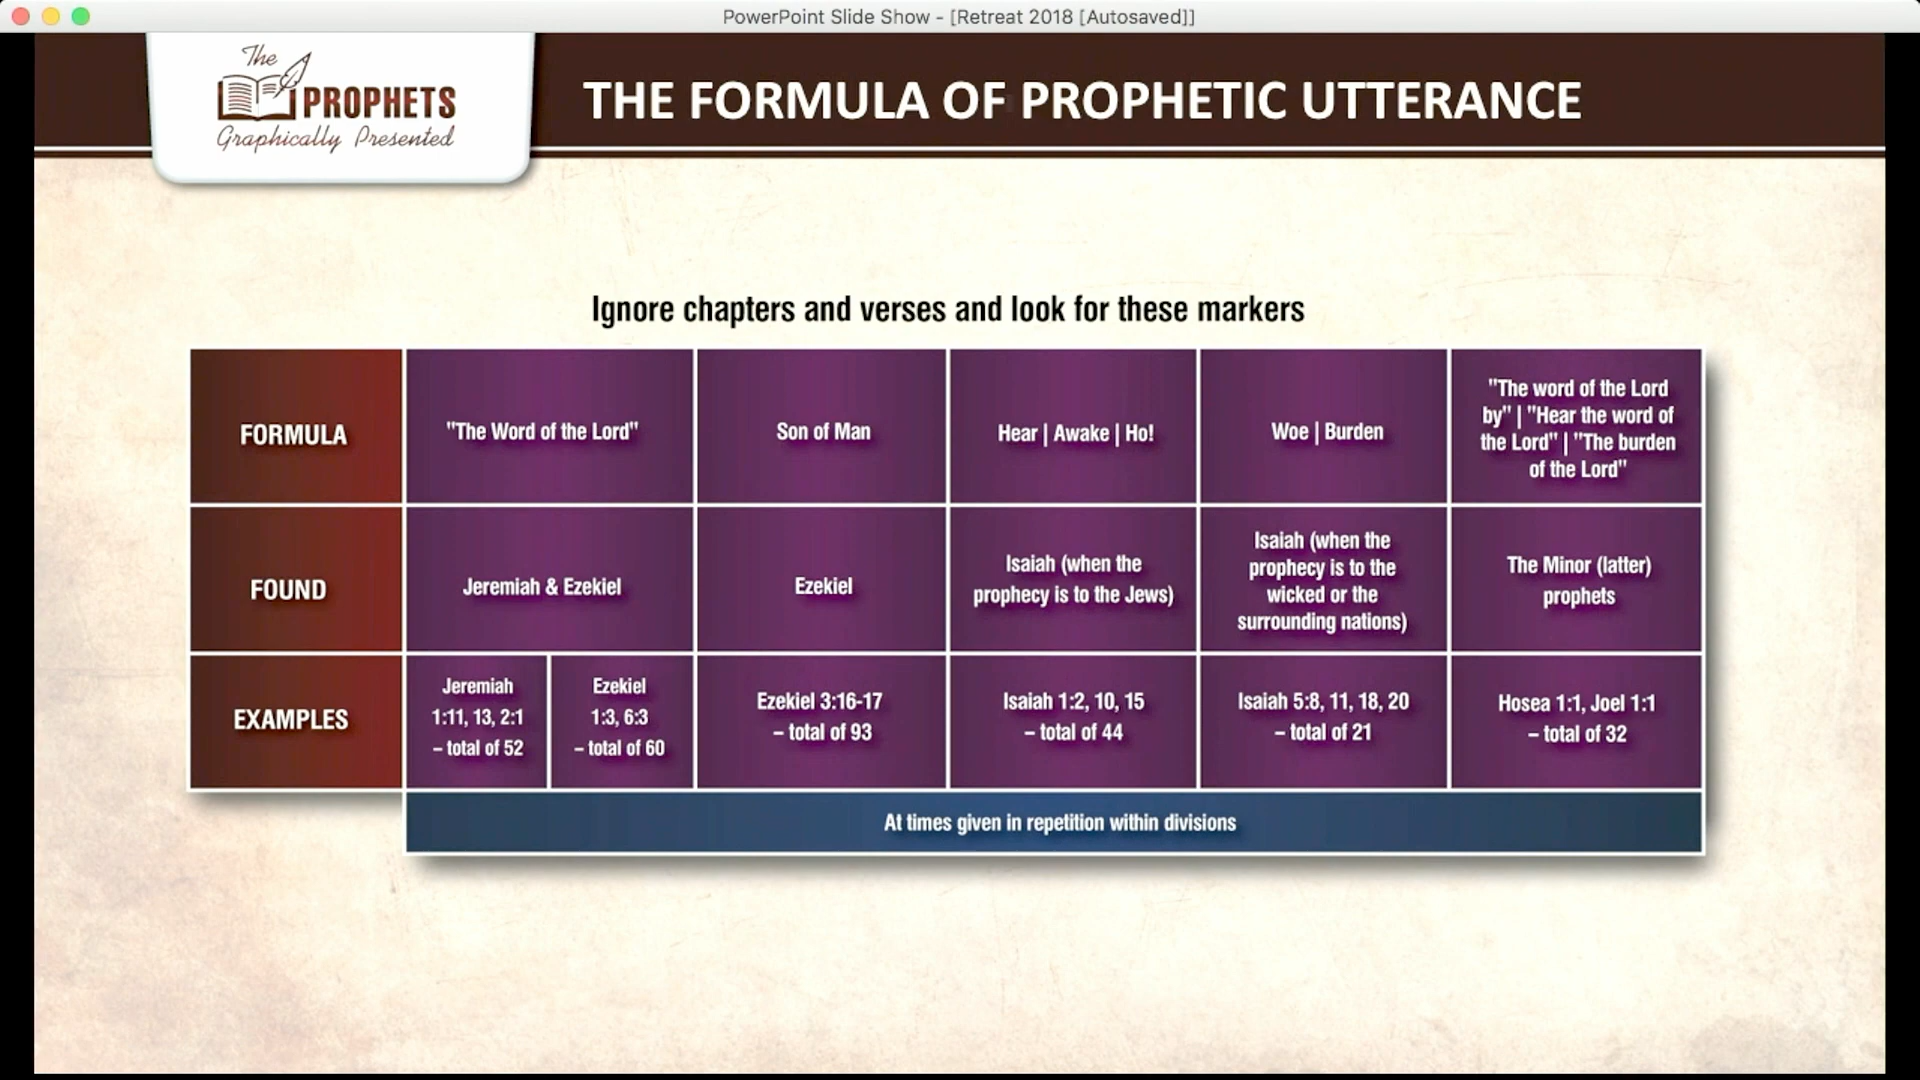 PowerPoint Slide Show - [Retreat 2018 [Autosaved]]
The
PROPHETS
Graphically Presented
THE FORMULA OF PROPHETIC UTTERANCE
Ignore chapters and verses and look for these markers
FORMULA
"The Word of the Lord"
Son of Man
Hear | Awake | Ho!
Woe | Burden
"The word of the Lord
by" | "Hear the word of
the Lord" | "The burden
of the Lord"
FOUND
Jeremiah & Ezekiel
Ezekiel
Isaiah (when the
prophecy is to the Jews)
Isaiah (when the
prophecy is to the
wicked or the
surrounding nations)
The Minor (latter)
prophets
EXAMPLES
Jeremiah
1:11, 13, 2:1
– total of 52
Ezekiel
1:3, 6:3
– total of 60
Ezekiel 3:16-17
– total of 93
Isaiah 1:2, 10, 15
– total of 44
Isaiah 5:8, 11, 18, 20
– total of 21
Hosea 1:1, Joel 1:1
– total of 32
At times given in repetition within divisions